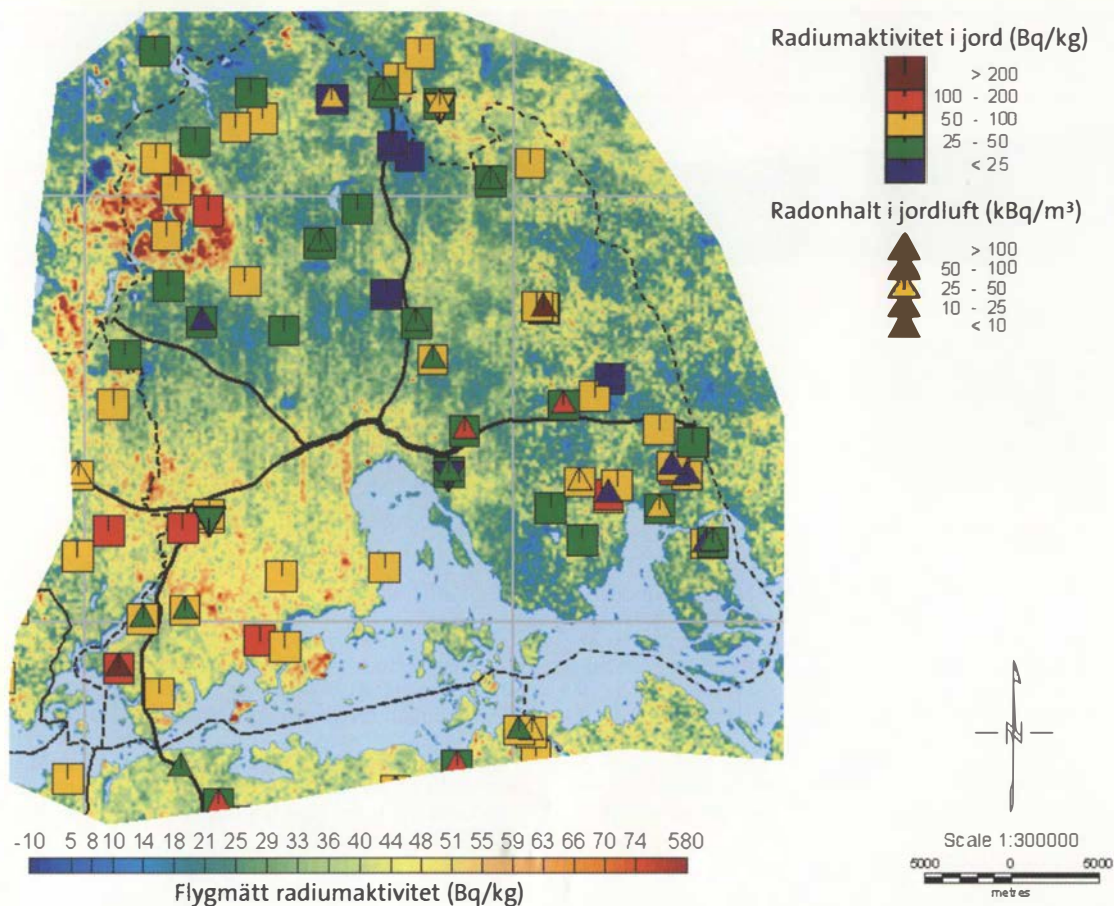 Radiumaktivitet i jord (Bq/kg)
> 200
100 - 200
50 - 100
25 - 50
< 25
Radonhalt i jordluft (kBq/m³)
> 100
50 - 100
25 - 50
10 - 25
< 10
-10 5 8 10 14 18 21 23 25 29 33 36 38 44 48 51 55 59 63 66 70 74 580
Flygmätt radiumaktivitet (Bq/kg)
N
Scale 1:300000
5000 0 5000
metres